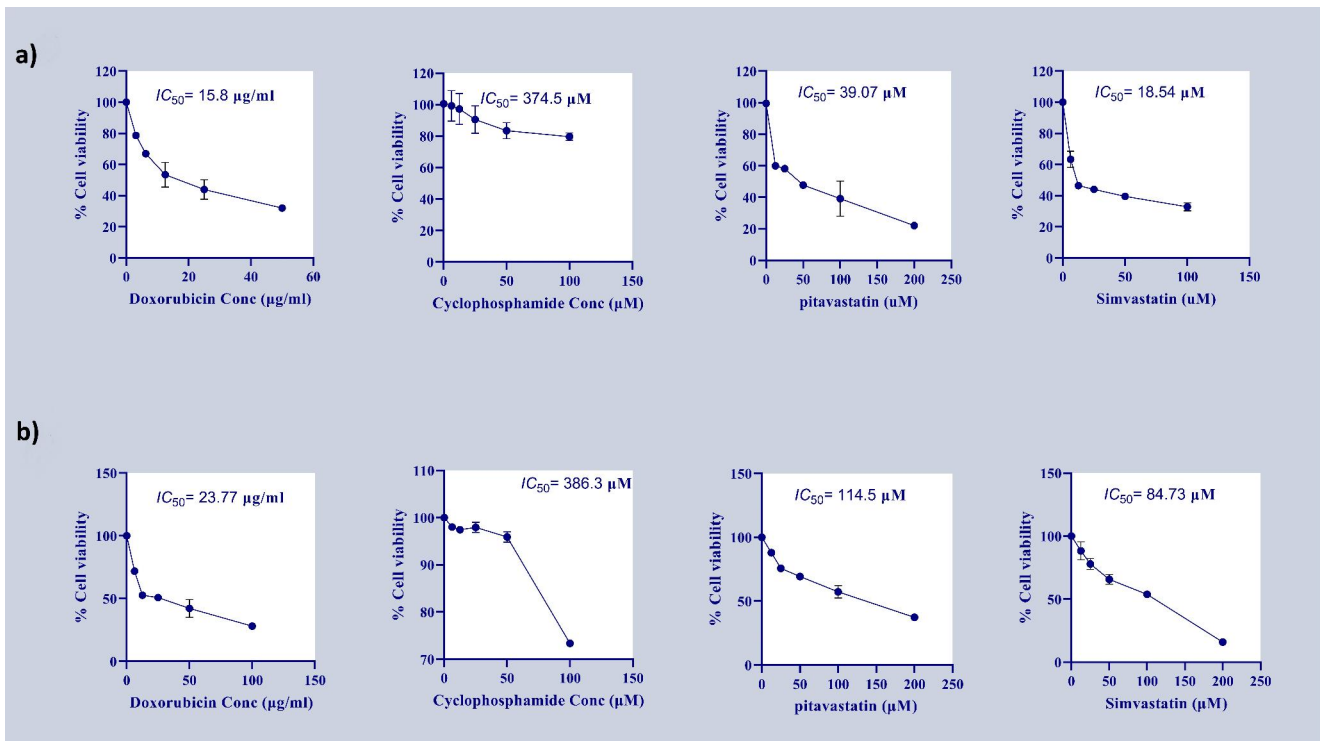 a)
120
100
80
60
40
20
0
% Cell viability
IC50= 15.8 µg/ml
0 20 40 60
Doxorubicin Conc (µg/ml)
120
100
80
60
40
20
0
% Cell viability
IC50= 374.5 µM
0 50 100 150
Cyclophosphamide Conc (µM)
120
100
80
60
40
20
0
% Cell viability
IC50= 39.07 µM
0 50 100 150 200 250
pitavastatin (uM)
120
100
80
60
40
20
0
% Cell viability
IC50= 18.54 µM
0 50 100 150
Simvastatin (uM)
b)
150
100
50
0
% Cell viability
IC50= 23.77 µg/ml
0 50 100 150
Doxorubicin Conc (µg/ml)
110
100
90
80
70
% Cell viability
IC50= 386.3 µM
0 50 100 150
Cyclophosphamide Conc (µM)
150
100
50
0
% Cell viability
IC50= 114.5 µM
0 50 100 150 200 250
pitavastatin (µM)
150
100
50
0
% Cell viability
IC50= 84.73 µM
0 50 100 150 200 250
Simvastatin (µM)